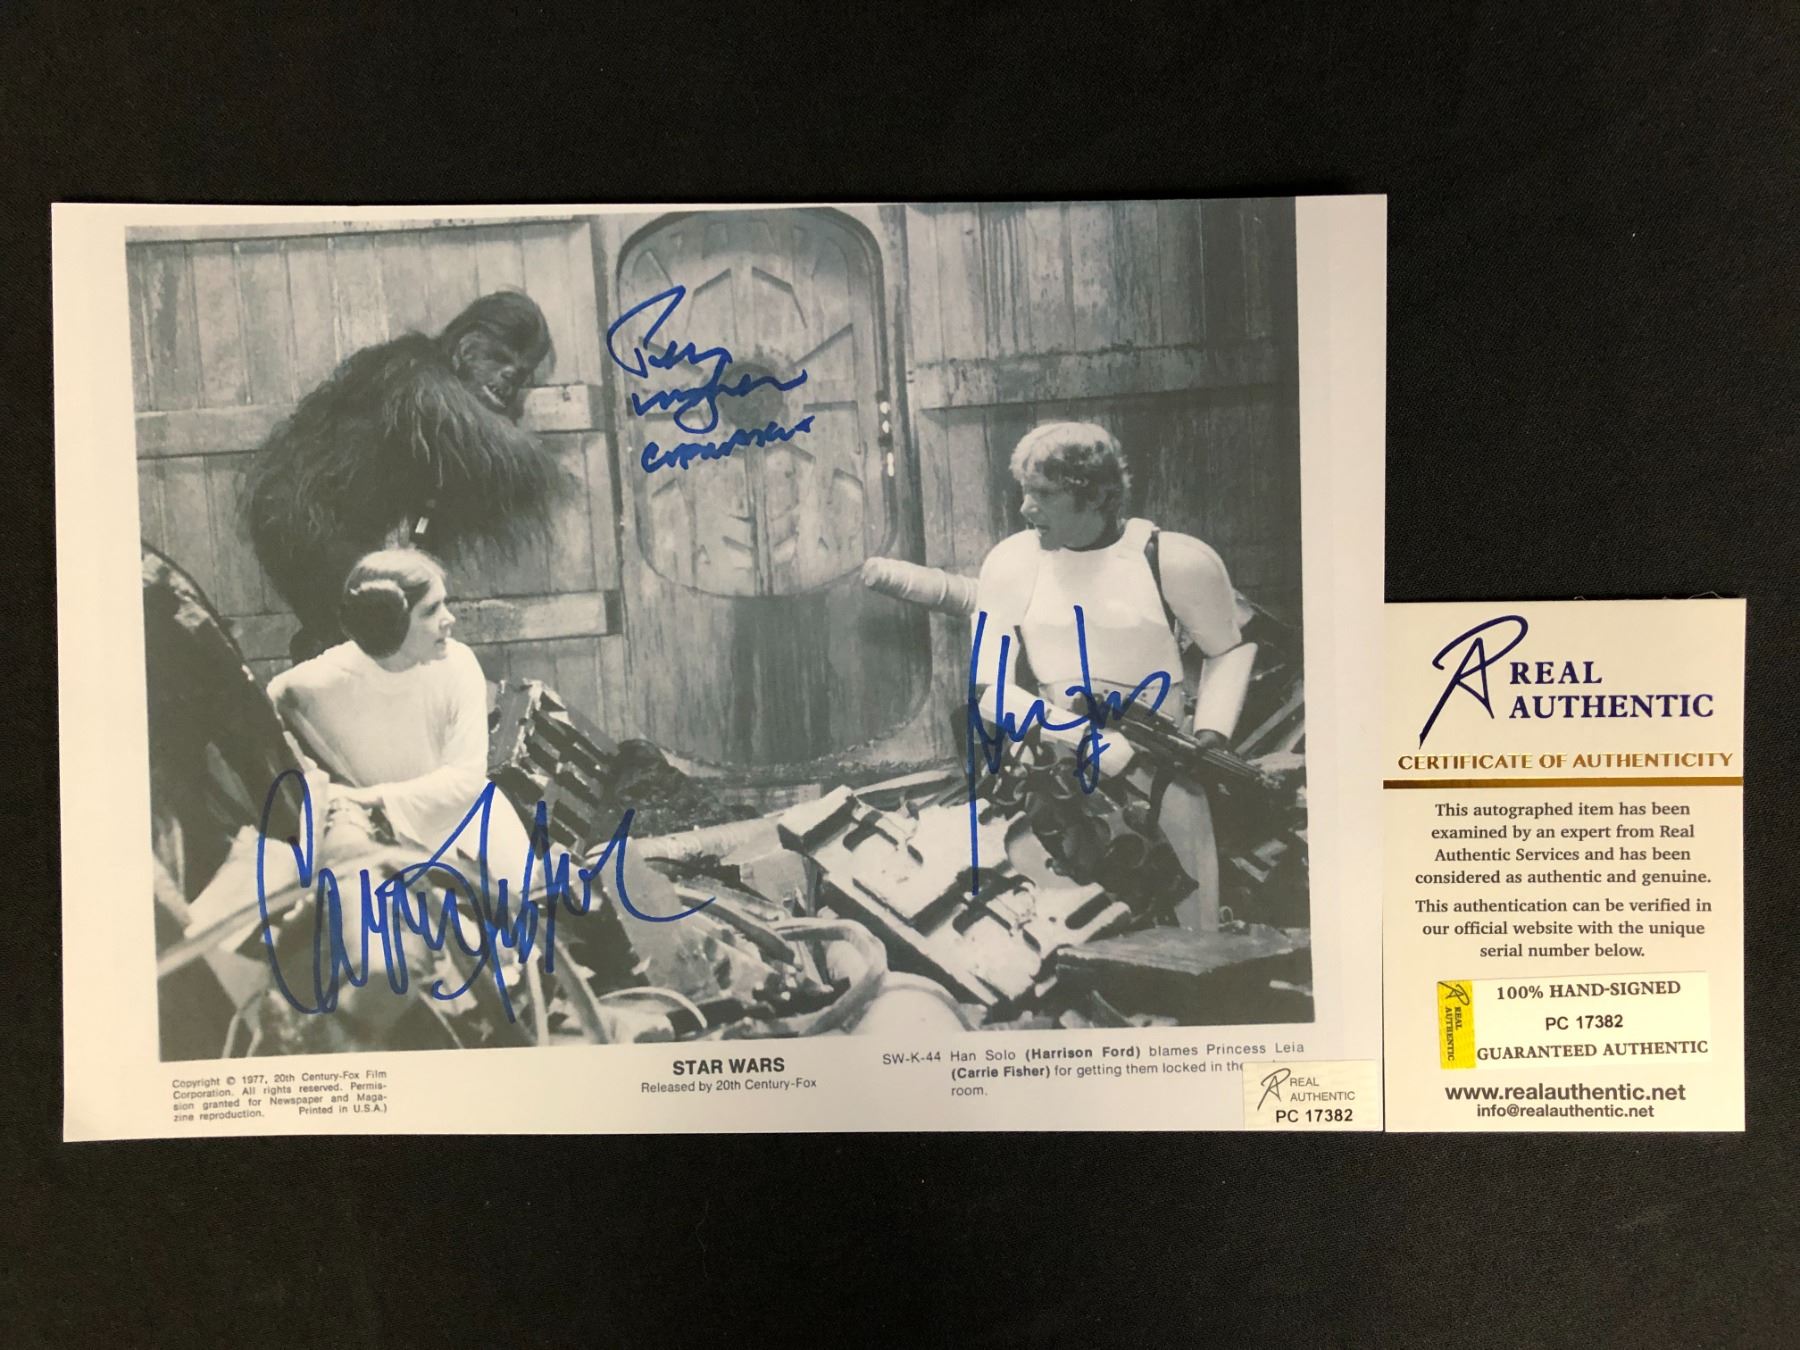 Carrie Fisher
STAR WARS
Released by 20th Century-Fox
Copyright © 1977, 20th Century-Fox Film
Corporation. All rights reserved. Permis-
sion granted for Newspaper and Maga-
zine reproduction. Printed in U.S.A.)
SW-K-44 Han Solo (Harrison Ford) blames Princess Leia
(Carrie Fisher) for getting them locked in the
room.
REAL
AUTHENTIC
PC 17382
REAL
AUTHENTIC
CERTIFICATE OF AUTHENTICITY
This autographed item has been
examined by an expert from Real
Authentic Services and has been
considered as authentic and genuine.
This authentication can be verified in
our official website with the unique
serial number below.
REAL AUTHENTIC
100% HAND-SIGNED
PC 17382
GUARANTEED AUTHENTIC
www.realauthentic.net
info@realauthentic.net